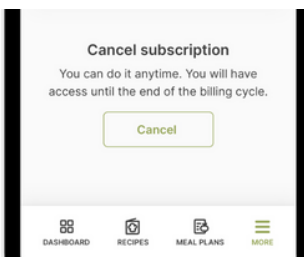 Cancel subscription
You can do it anytime. You will have
access until the end of the billing cycle.
Cancel
DASHBOARD
RECIPES
MEAL PLANS
MORE